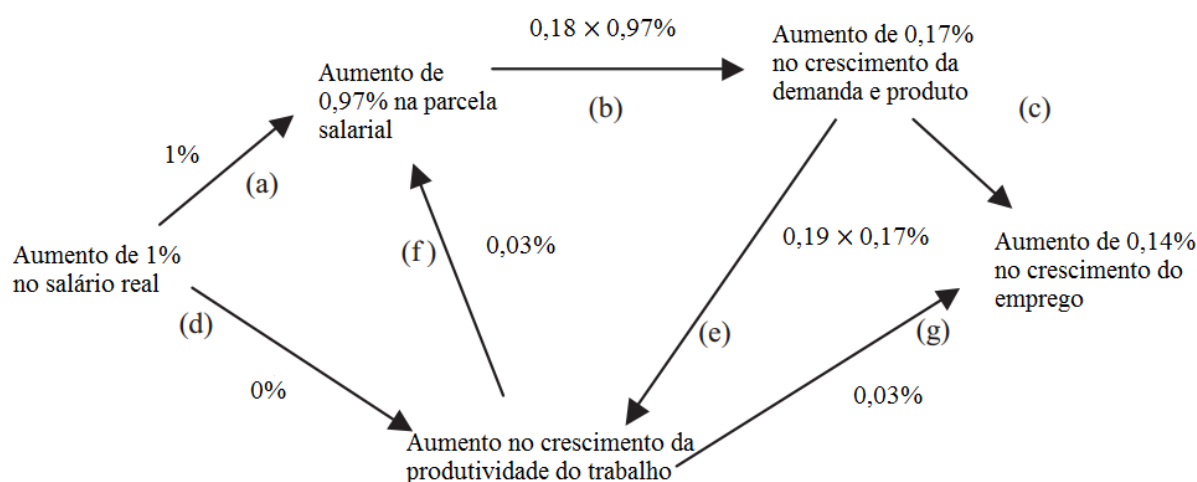 0,18 × 0,97%
Aumento de 0,17%
no crescimento da
demanda e produto
Aumento de
0,97% na parcela
salarial
(b)
(c)
1%
(a)
(f)
0,03%
0,19 × 0,17%
Aumento de 0,14%
no crescimento do
emprego
Aumento de 1%
no salário real
(d)
(e)
(g)
0%
0,03%
Aumento no crescimento da
produtividade do trabalho